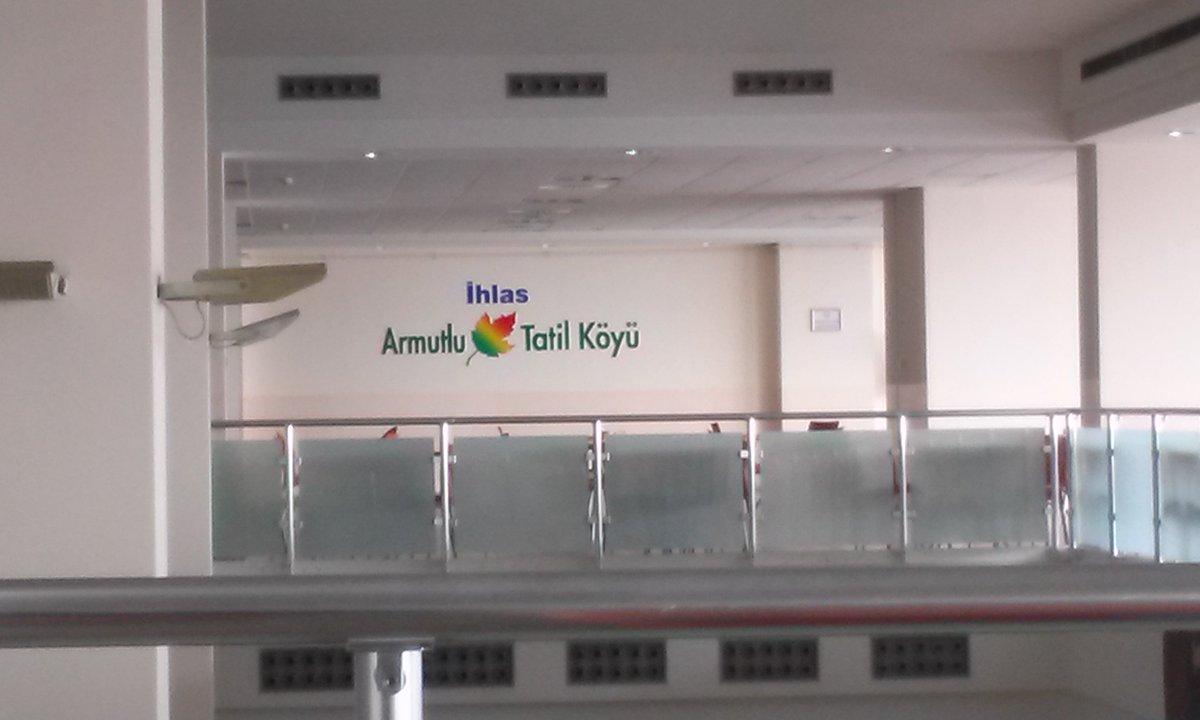 İhlas
Armutlu Tatil Köyü